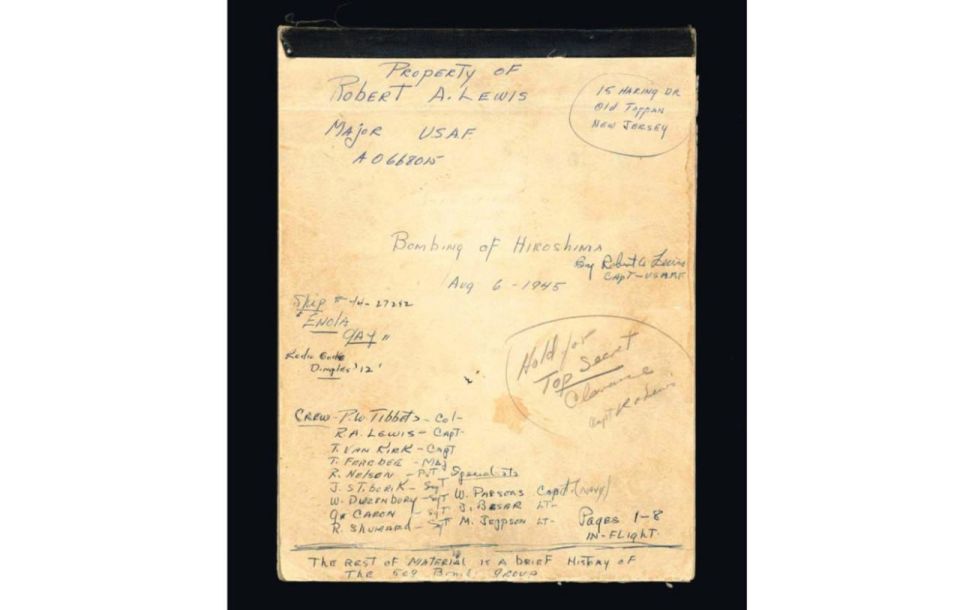 PROPERTY OF
ROBERT A. LEWIS
15 HARING DR
Old TAPPAN
NEW JERSEY
MAJOR USAF
AO668015
BOMBING OF HIROSHIMA
By Robert A. Lewis
CAPT-USAAF
Aug 6 - 1945
Ship # 44-27292
"ENOLA
GAY"
Radio Code
Dimples '12'
Hold for
TOP Secret
Clearance
Capt R A Lewis
CREW - P.W. Tibbets - Col -
R.A. LEWIS - CAPT-
T. VAN KIRK - CAPT
T. FEREBEE - MAJ
R. NELSON - PVT Specialists
J. STIBORIK - SGT
W. DUZENBURY - SGT W. PARSONS Capt (NAVY)
G. CARON - SGT J. BESAR LT-
R. SHUMARD - SGT M. JEPPSON LT-
Pages 1-8
IN-FLIGHT.
THE REST OF MATERIAL IS A BRIEF HISTORY OF
THE 509 Bomb Group